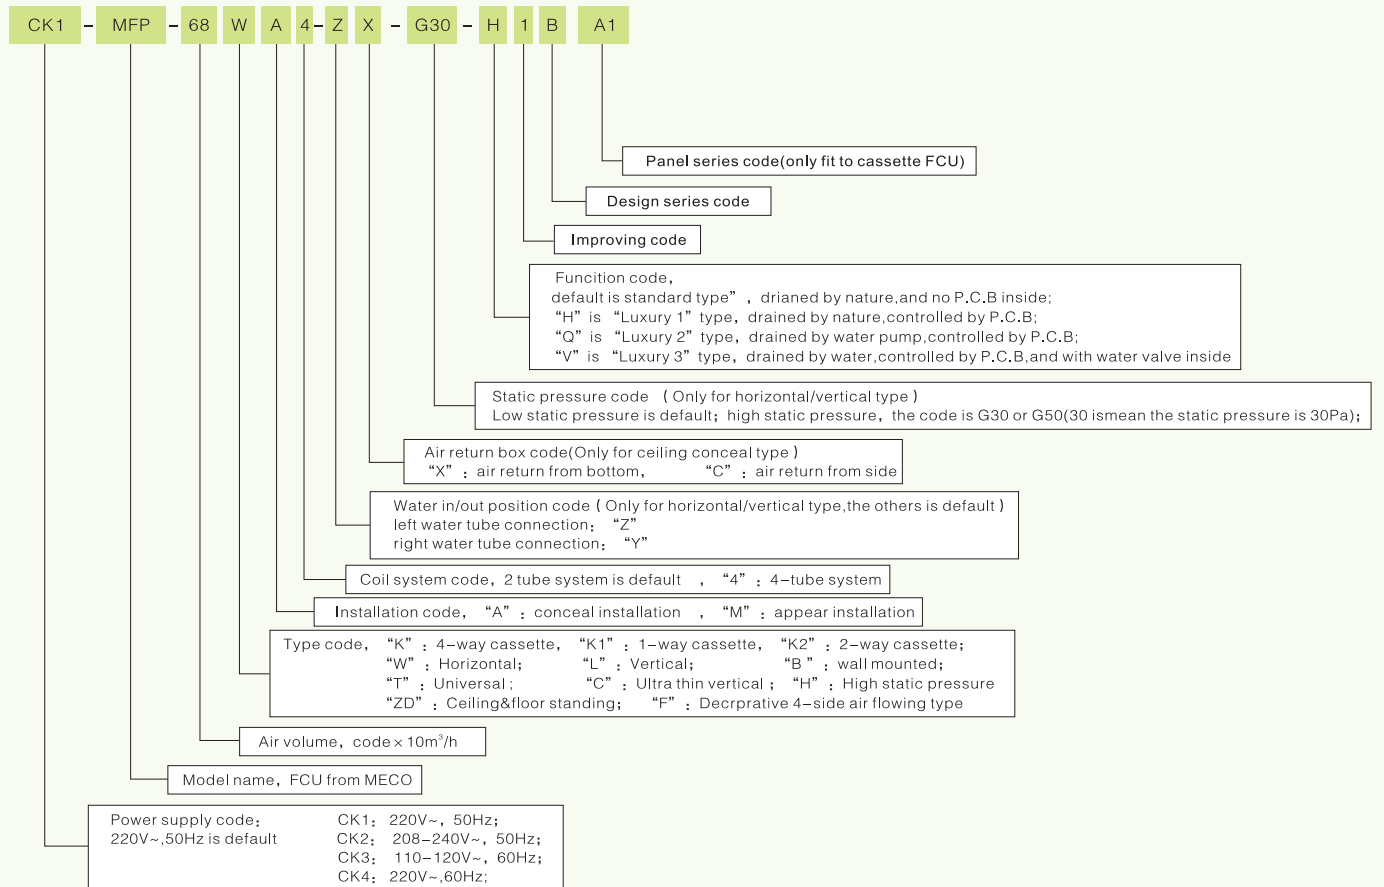 CK1 - MFP - 68 W A 4 - Z X - G30 - H 1 B A1
Panel series code(only fit to cassette FCU)
Design series code
Improving code
Funcition code,
default is standard type” , drianed by nature,and no P.C.B inside;
“H” is “Luxury 1” type, drained by nature,controlled by P.C.B;
“Q” is “Luxury 2” type, drained by water pump,controlled by P.C.B;
“V” is “Luxury 3” type, drained by water,controlled by P.C.B,and with water valve inside
Static pressure code ( Only for horizontal/vertical type )
Low static pressure is default; high static pressure, the code is G30 or G50(30 ismean the static pressure is 30Pa);
Air return box code(Only for ceiling conceal type )
“X” : air return from bottom, “C” : air return from side
Water in/out position code ( Only for horizontal/vertical type,the others is default )
left water tube connection: “Z”
right water tube connection: “Y”
Coil system code, 2 tube system is default , “4” : 4-tube system
Installation code, “A” : conceal installation , “M” : appear installation
Type code, “K” : 4-way cassette, “K1” : 1-way cassette, “K2” : 2-way cassette;
“W” : Horizontal; “L” : Vertical; “B ” : wall mounted;
“T” : Universal ; “C” : Ultra thin vertical ; “H” : High static pressure
“ZD” : Ceiling&floor standing; “F” : Decrprative 4-side air flowing type
Air volume, code×10m³/h
Model name, FCU from MECO
Power supply code: CK1: 220V~, 50Hz;
220V~,50Hz is default CK2: 208-240V~, 50Hz;
CK3: 110-120V~, 60Hz;
CK4: 220V~,60Hz;